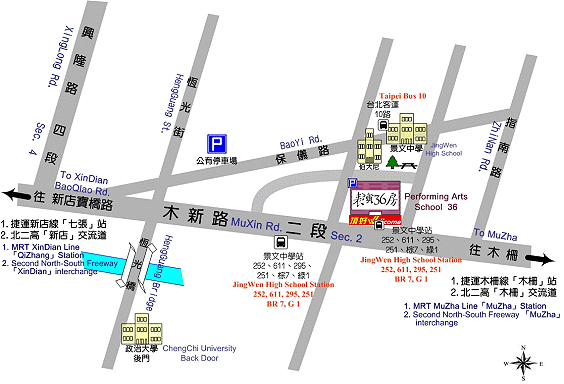 興隆路
四段
XingLong Rd.
Sec. 4
恆光街
HengGuang St.
P
公有停車場
BaoYi Rd.
保儀路
Taipei Bus 10
台北客運
10路
景文中學
JingWen
High School
伯大尼
指南路
ZhiNan Rd.
To XinDian
BaoQiao Rd.
往 新店寶橋路
木新路 MuXin Rd. 二段 Sec. 2
P
表演36房
頂好 Wellcome
Performing Arts
School 36
To MuZha
往木柵
1. 捷運新店線「七張」站
2. 北二高「新店」交流道
1. MRT XinDian Line
「QiZhang」Station
2. Second North-South Freeway
「XinDian」interchange
恆光橋
HengGuang Bridge
景文中學站
252、611、295、
251、棕7、綠1
JingWen High School Station
252, 611, 295, 251
BR 7, G 1
景文中學站
252、611、295、
251、棕7、綠1
JingWen High School Station
252, 611, 295, 251
BR 7, G 1
1. 捷運木柵線「木柵」站
2. 北二高「木柵」交流道
1. MRT MuZha Line「MuZha」Station
2. Second North-South Freeway 「MuZha」
interchange
政治大學
後門
ChengChi University
Back Door
N
W E
S